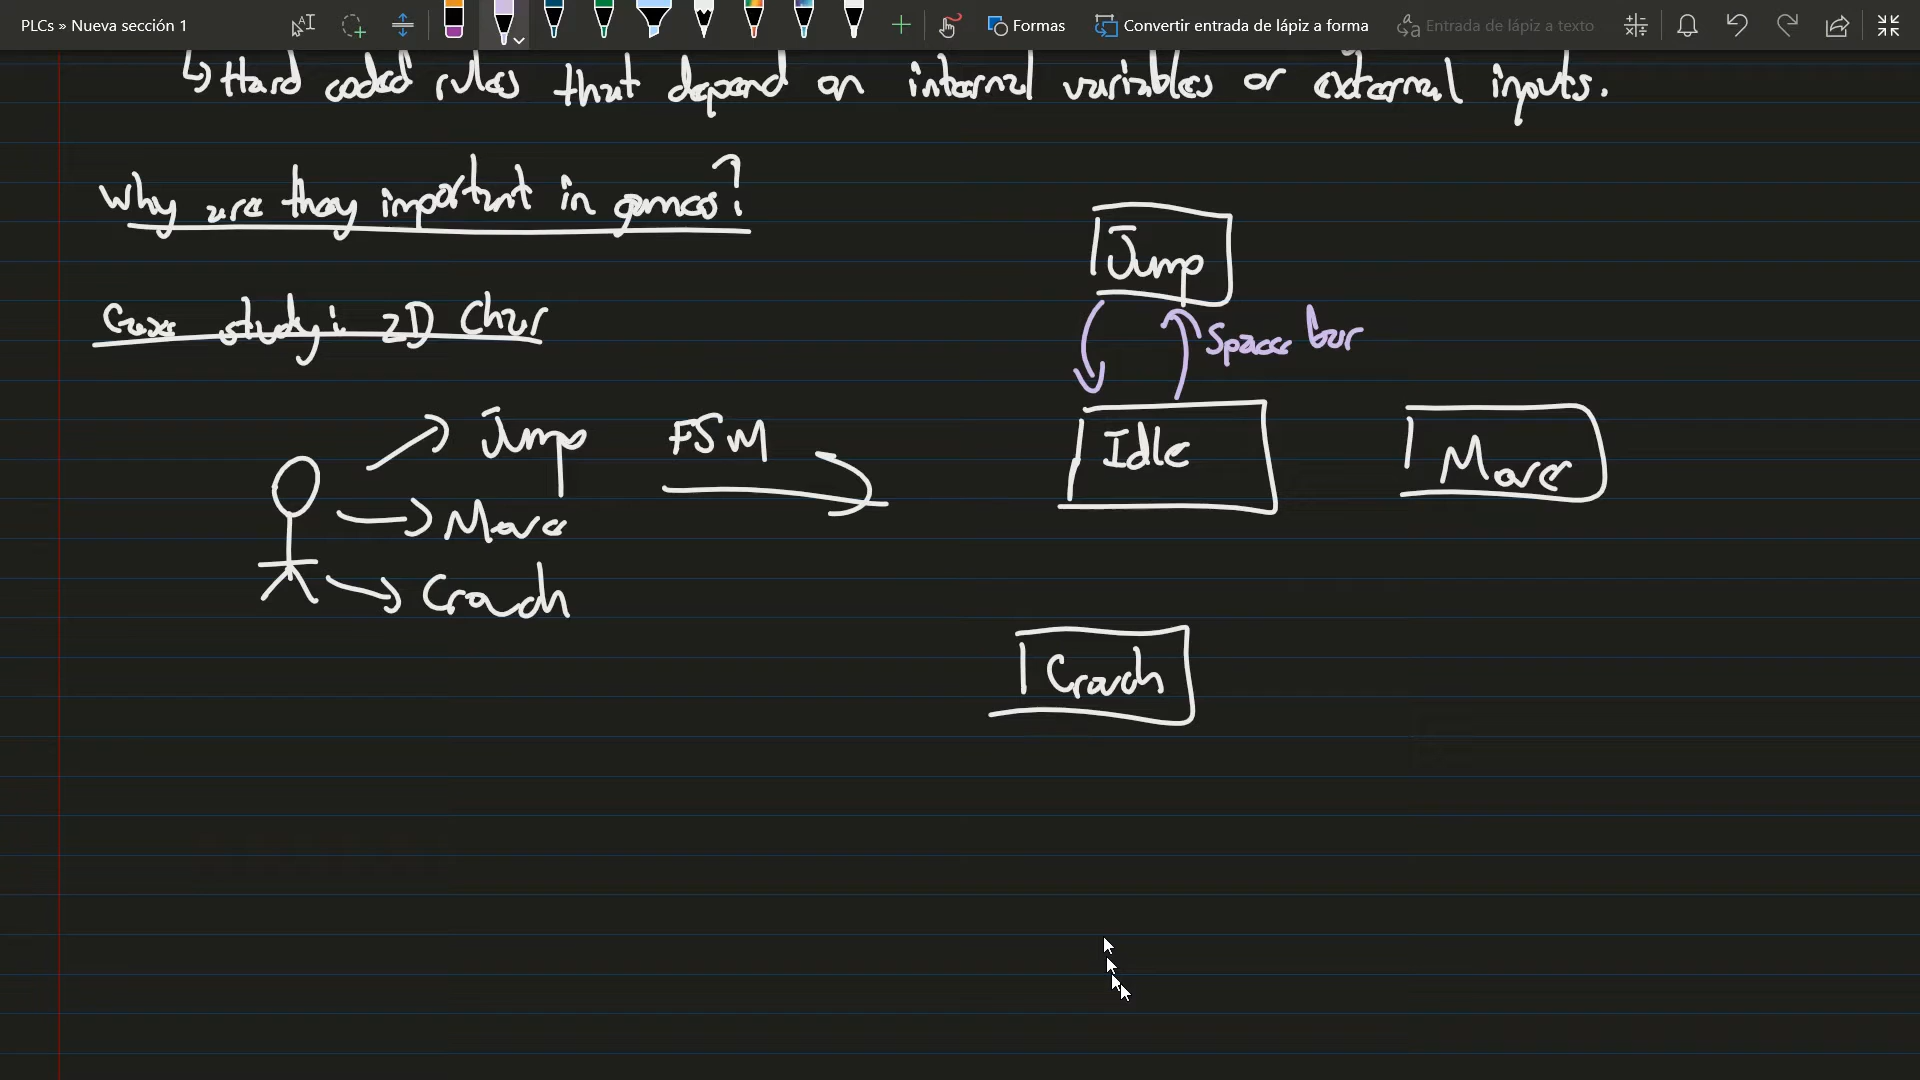 PLCs » Nueva sección 1
Formas
Convertir entrada de lápiz a forma
Entrada de lápiz a texto
↳ Hard coded rules that depend on internal variables or external inputs.
Why are they important in games?
Case study: 2D Char
Jump
Space bar
Jump
FSM
Idle
Move
Move
Crouch
Crouch